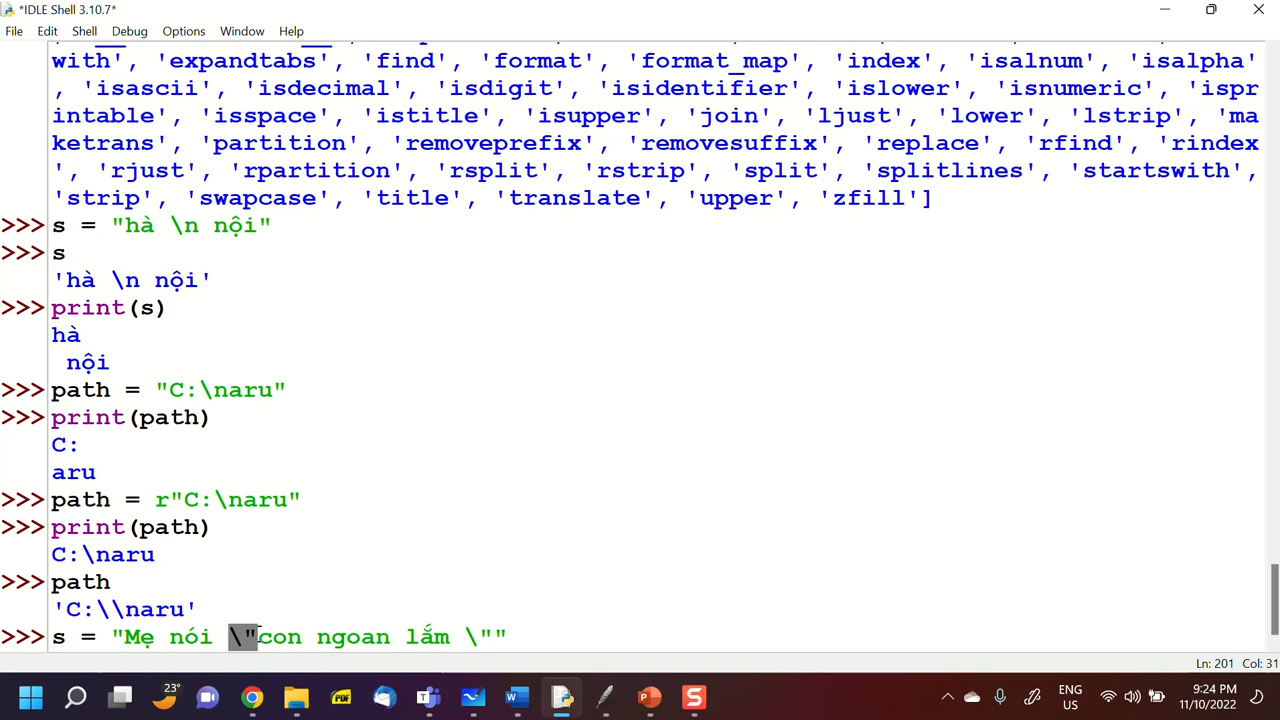 *IDLE Shell 3.10.7*
File Edit Shell Debug Options Window Help
with', 'expandtabs', 'find', 'format', 'format_map', 'index', 'isalnum', 'isalpha'
, 'isascii', 'isdecimal', 'isdigit', 'isidentifier', 'islower', 'isnumeric', 'ispr
intable', 'isspace', 'istitle', 'isupper', 'join', 'ljust', 'lower', 'lstrip', 'ma
ketrans', 'partition', 'removeprefix', 'removesuffix', 'replace', 'rfind', 'rindex
', 'rjust', 'rpartition', 'rsplit', 'rstrip', 'split', 'splitlines', 'startswith',
'strip', 'swapcase', 'title', 'translate', 'upper', 'zfill']
>>> s = "hà \n nội"
>>> s
'hà \n nội'
>>> print(s)
hà
nội
>>> path = "C:\naru"
>>> print(path)
C:
aru
>>> path = r"C:\naru"
>>> print(path)
C:\naru
>>> path
'C:\\naru'
>>> s = "Mẹ nói \"con ngoan lắm \""
Ln: 201 Col: 31
23°
PDF
ENG
US
9:24 PM
11/10/2022